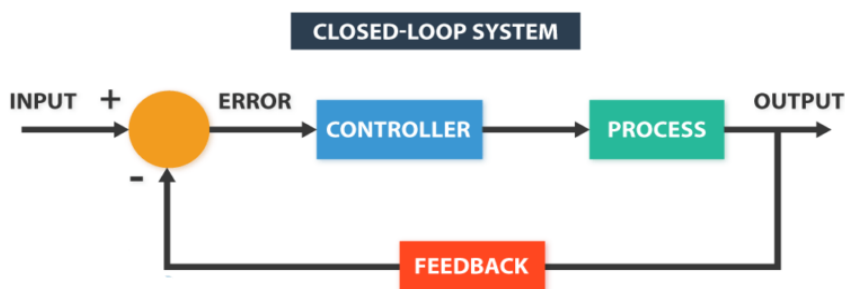 CLOSED-LOOP SYSTEM
INPUT + ERROR CONTROLLER PROCESS OUTPUT
-
FEEDBACK